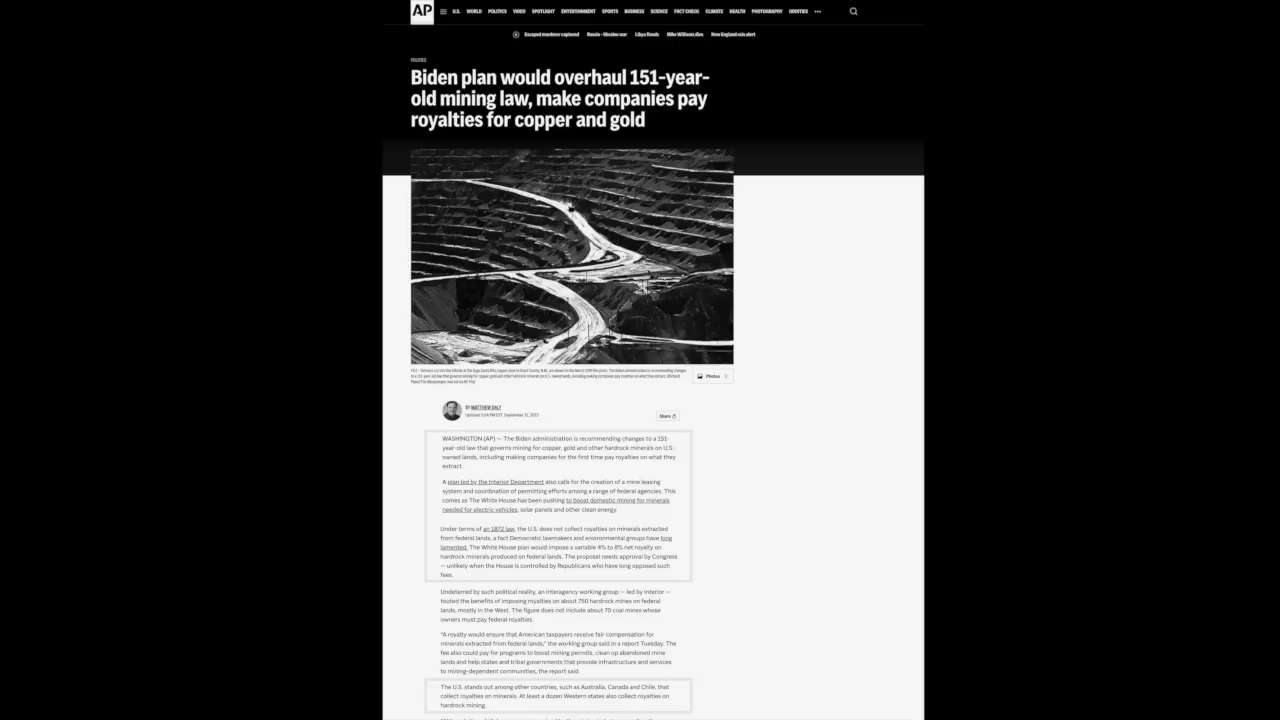 AP
U.S. WORLD POLITICS VIDEO SPOTLIGHT ENTERTAINMENT SPORTS BUSINESS SCIENCE FACT CHECK CLIMATE HEALTH PHOTOGRAPHY ODDITIES
Escaped murderer captured Russia-Ukraine war Libya floods Mike Williams dies New England rain alert
POLITICS
Biden plan would overhaul 151-year-
old mining law, make companies pay
royalties for copper and gold
Photos
BY MATTHEW DALY
Share
WASHINGTON (AP) — The Biden administration is recommending changes to a 151-
year-old law that governs mining for copper, gold and other hardrock minerals on U.S.-
owned lands, including making companies for the first time pay royalties on what they
extract.
A plan led by the Interior Department also calls for the creation of a mine leasing
system and coordination of permitting efforts among a range of federal agencies. This
comes as The White House has been pushing to boost domestic mining for minerals
needed for electric vehicles, solar panels and other clean energy.
Under terms of an 1872 law, the U.S. does not collect royalties on minerals extracted
from federal lands, a fact Democratic lawmakers and environmental groups have long
lamented. The White House plan would impose a variable 4% to 8% net royalty on
hardrock minerals produced on federal lands. The proposal needs approval by Congress
— unlikely when the House is controlled by Republicans who have long opposed such
fees.
Undeterred by such political reality, an interagency working group — led by Interior —
touted the benefits of imposing royalties on about 750 hardrock mines on federal
lands, mostly in the West. The figure does not include about 70 coal mines whose
owners must pay federal royalties.
"A royalty would ensure that American taxpayers receive fair compensation for
minerals extracted from federal lands," the working group said in a report Tuesday. The
fee also could pay for programs to boost mining permits, clean up abandoned mine
lands and help states and tribal governments that provide infrastructure and services
to mining-dependent communities, the report said.
The U.S. stands out among other countries, such as Australia, Canada and Chile, that
collect royalties on minerals. At least a dozen Western states also collect royalties on
hardrock mining.